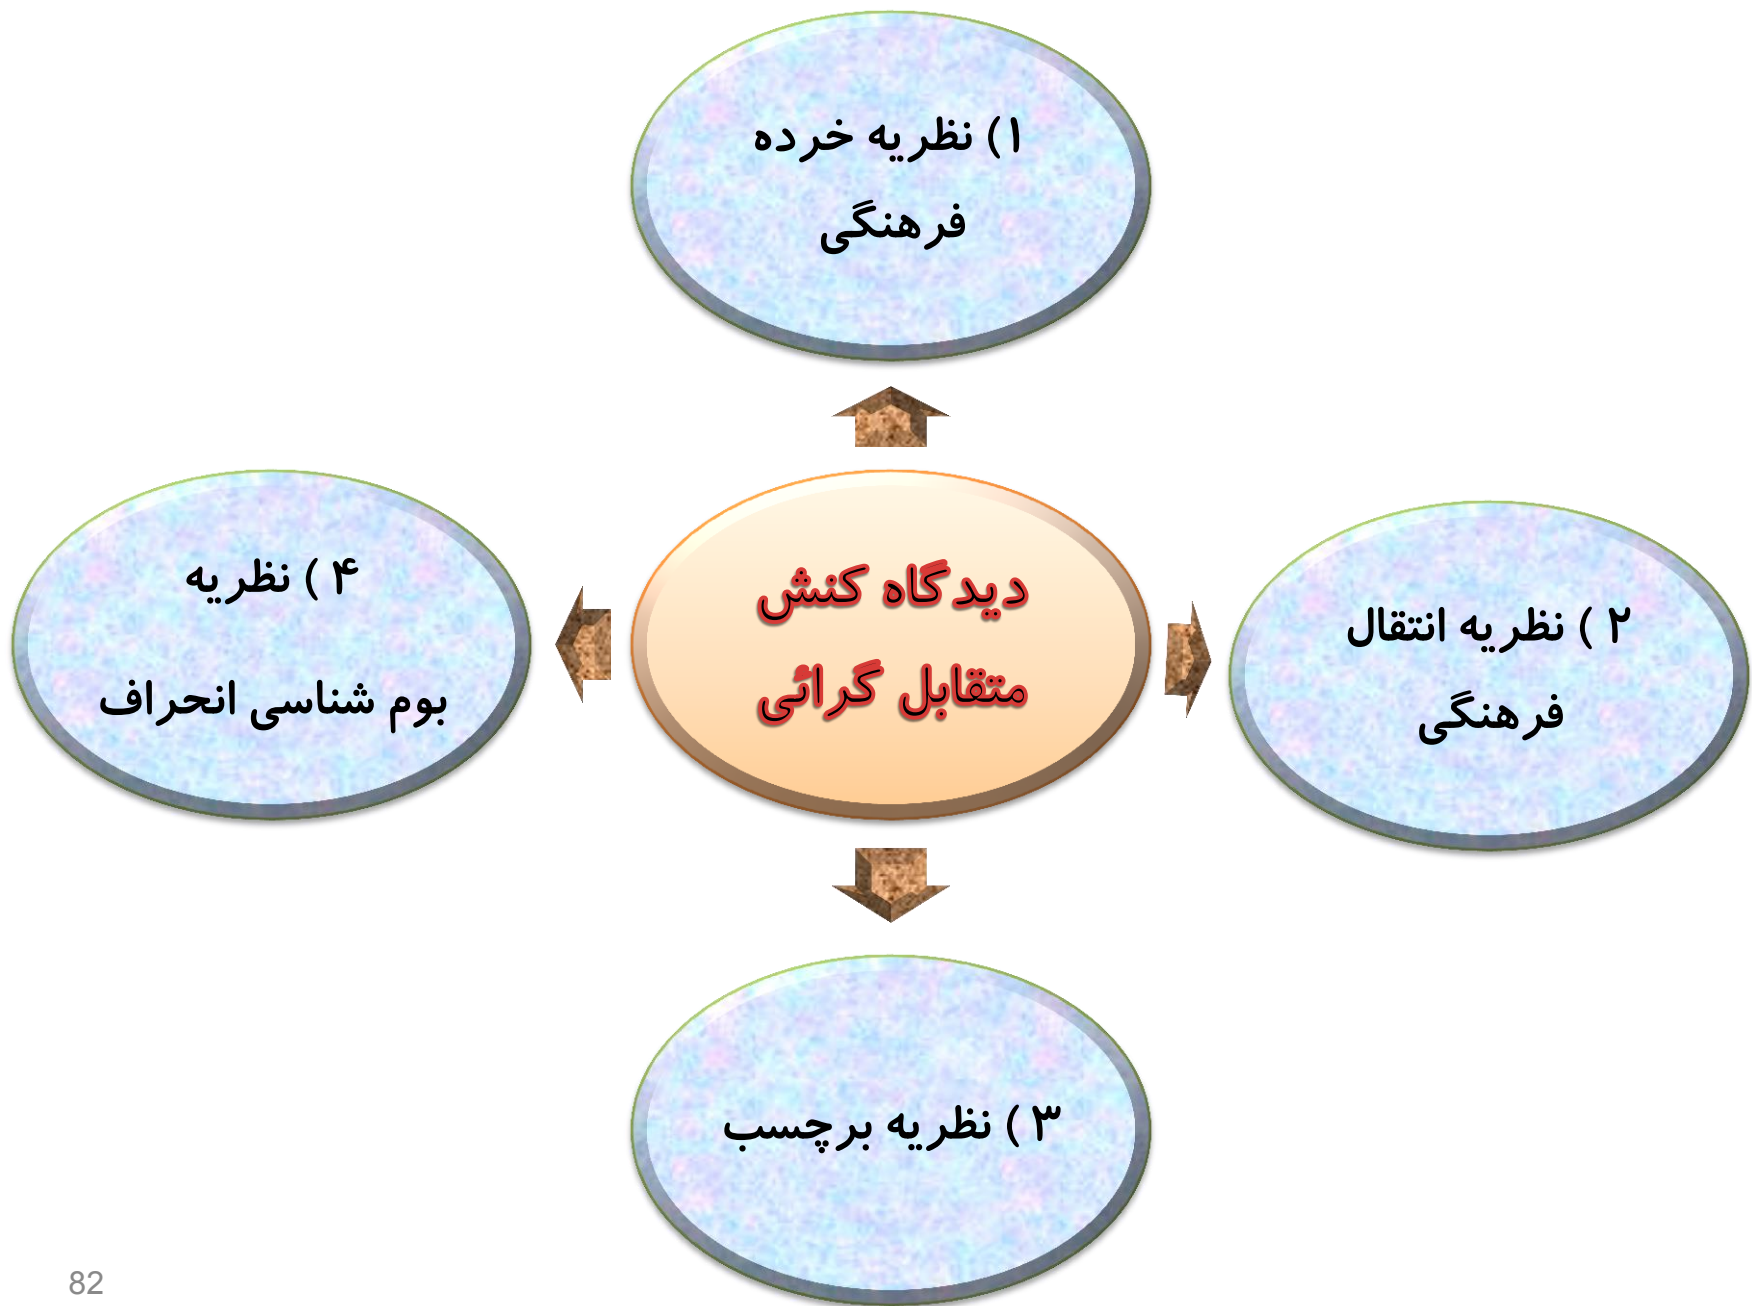 ۱) نظریه خرده
فرهنگی
دیدگاه کنش
متقابل گرائی
۲ ) نظریه انتقال
فرهنگی
۳ ) نظریه برچسب
۴ ) نظریه
بوم شناسی انحراف
82